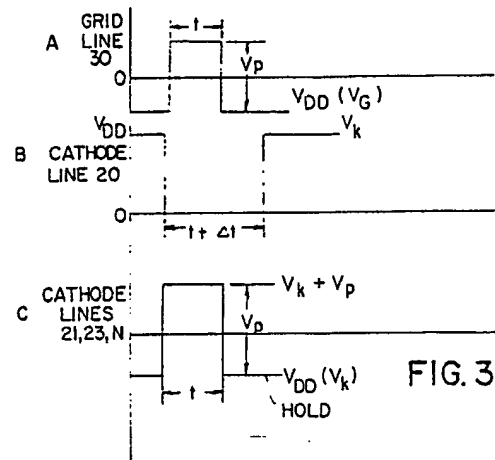 A GRID LINE 30
t
Vp
0
VDD (VG)
VDD
Vk
B CATHODE LINE 20
0
t + Δt
C CATHODE LINES 21,23,N
Vk + Vp
Vp
VDD (Vk)
t
HOLD
FIG. 3